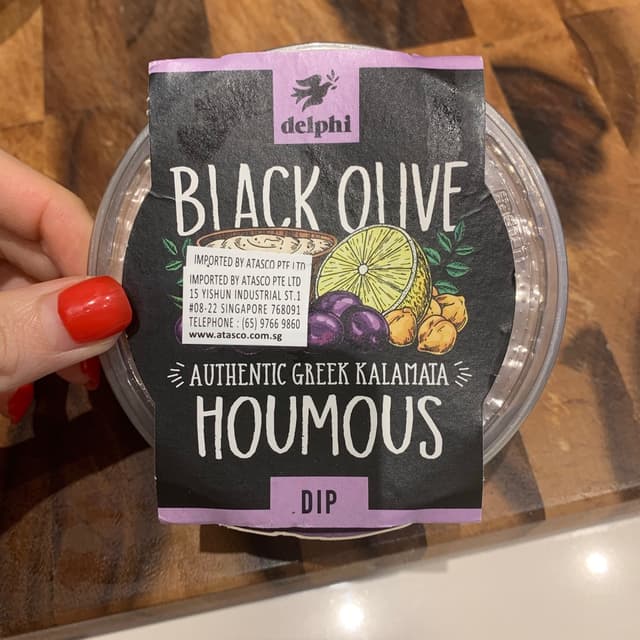 delphi
BLACK OLIVE
IMPORTED BY ATASCO PTE LTD
IMPORTED BY ATASCO PTE LTD
15 YISHUN INDUSTRIAL ST.1
#08-22 SINGAPORE 768091
TELEPHONE : (65) 9766 9860
www.atasco.com.sg
AUTHENTIC GREEK KALAMATA
HOUMOUS
DIP